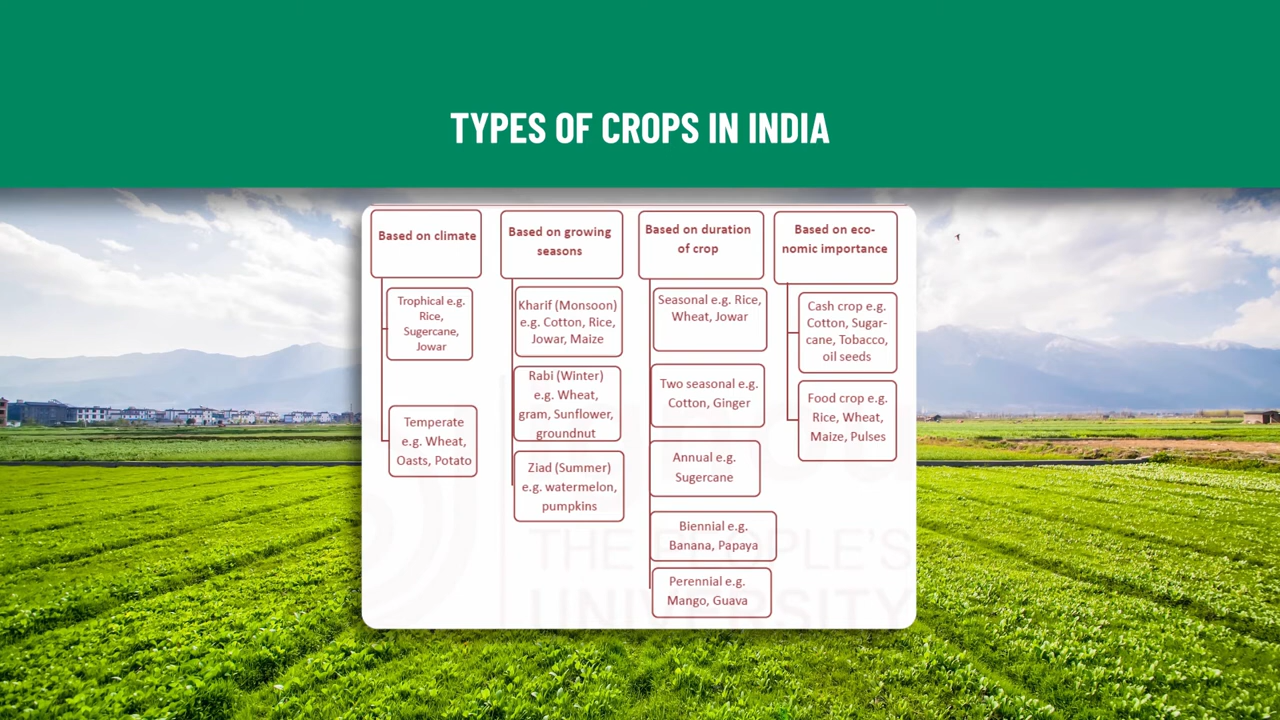 TYPES OF CROPS IN INDIA
Based on climate
Trophical e.g.
Rice,
Sugercane,
Jowar
Temperate
e.g. Wheat,
Oasts, Potato
Based on growing
seasons
Kharif (Monsoon)
e.g. Cotton, Rice,
Jowar, Maize
Rabi (Winter)
e.g. Wheat,
gram, Sunflower,
groundnut
Ziad (Summer)
e.g. watermelon,
pumpkins
Based on duration
of crop
Seasonal e.g. Rice,
Wheat, Jowar
Two seasonal e.g.
Cotton, Ginger
Annual e.g.
Sugercane
Biennial e.g.
Banana, Papaya
Perennial e.g.
Mango, Guava
Based on eco-
nomic importance
Cash crop e.g.
Cotton, Sugar-
cane, Tobacco,
oil seeds
Food crop e.g.
Rice, Wheat,
Maize, Pulses
THE PEOPLE'S
UNIVERSITY